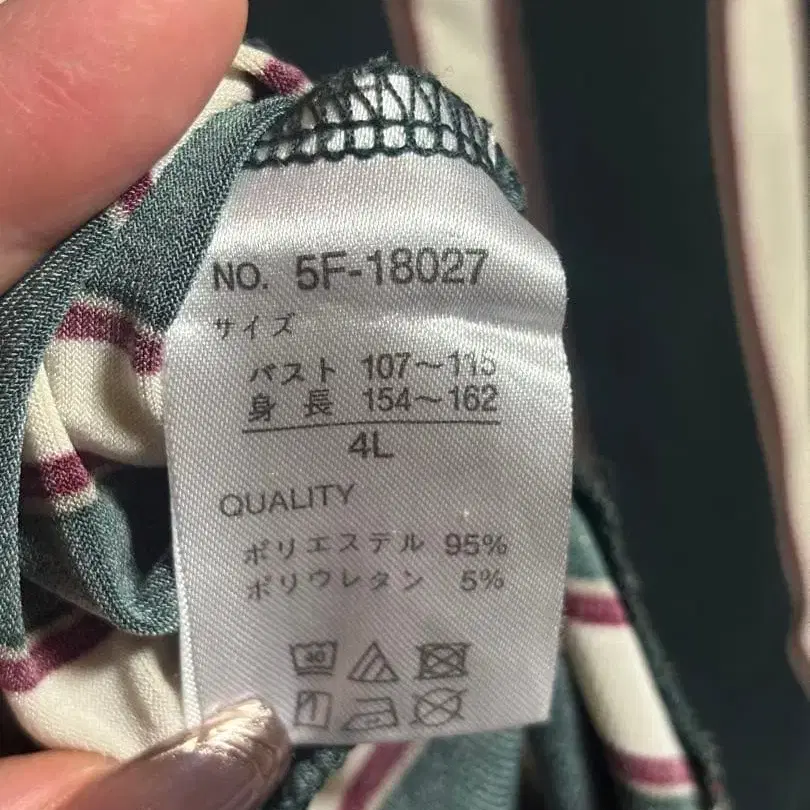 NO. 5F-18027
サイズ
バスト 107～115
身 長 154～162
4L
QUALITY
ポリエステル 95%
ポリウレタン 5%
40